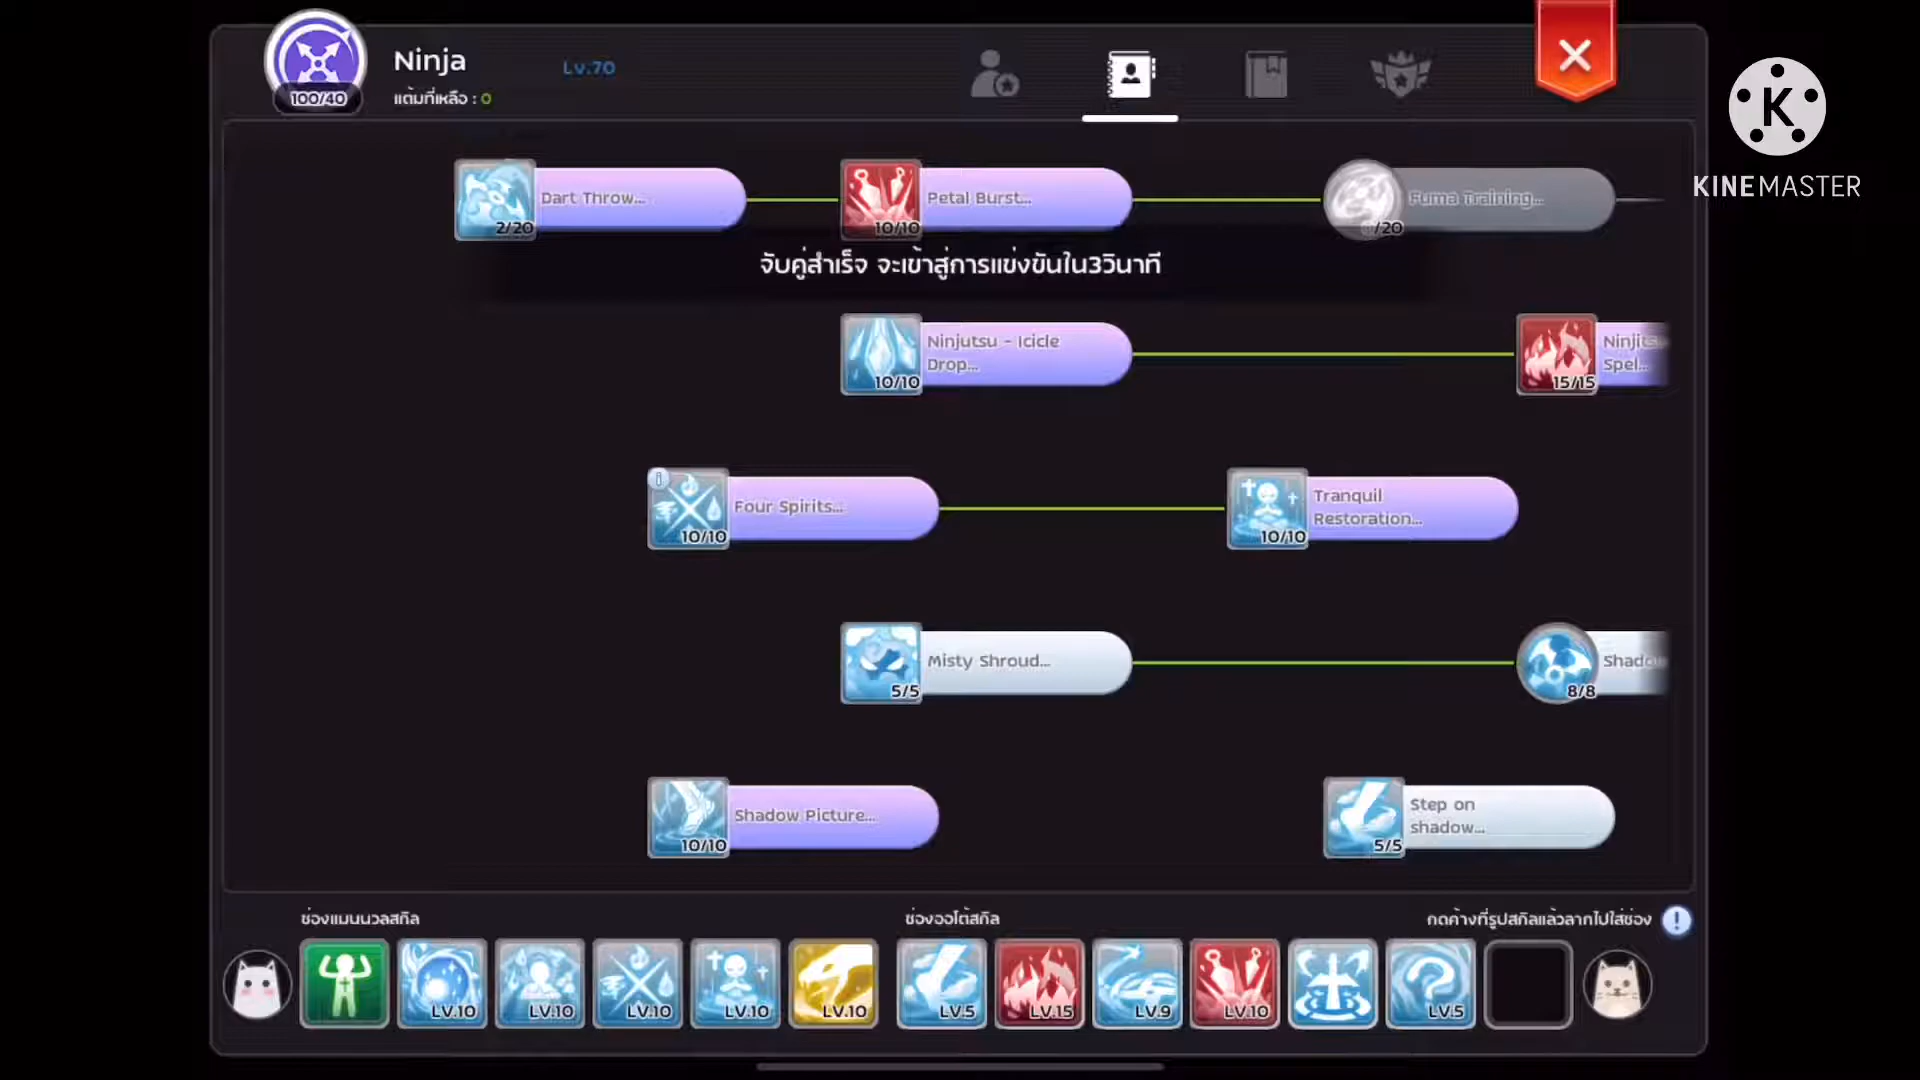 Ninja
Lv.70
100/40
แต้มที่เหลือ : 0
KINEMASTER
Dart Throw...
2/20
Petal Burst...
10/10
Fuma Training...
/20
จับคู่สำเร็จ จะเข้าสู่การแข่งขันใน3วินาที
Ninjutsu - Icicle
Drop...
10/10
Ninjits
Spel...
15/15
Four Spirits...
10/10
Tranquil
Restoration...
10/10
Misty Shroud...
5/5
Shado
8/8
Shadow Picture...
10/10
Step on
shadow...
5/5
ช่องแมนนวลสกิล
ช่องออโต้สกิล
กดค้างที่รูปสกิลแล้วลากไปใส่ช่อง
LV.10
LV.10
LV.10
LV.10
LV.10
LV.5
LV.15
LV.9
LV.10
LV.5